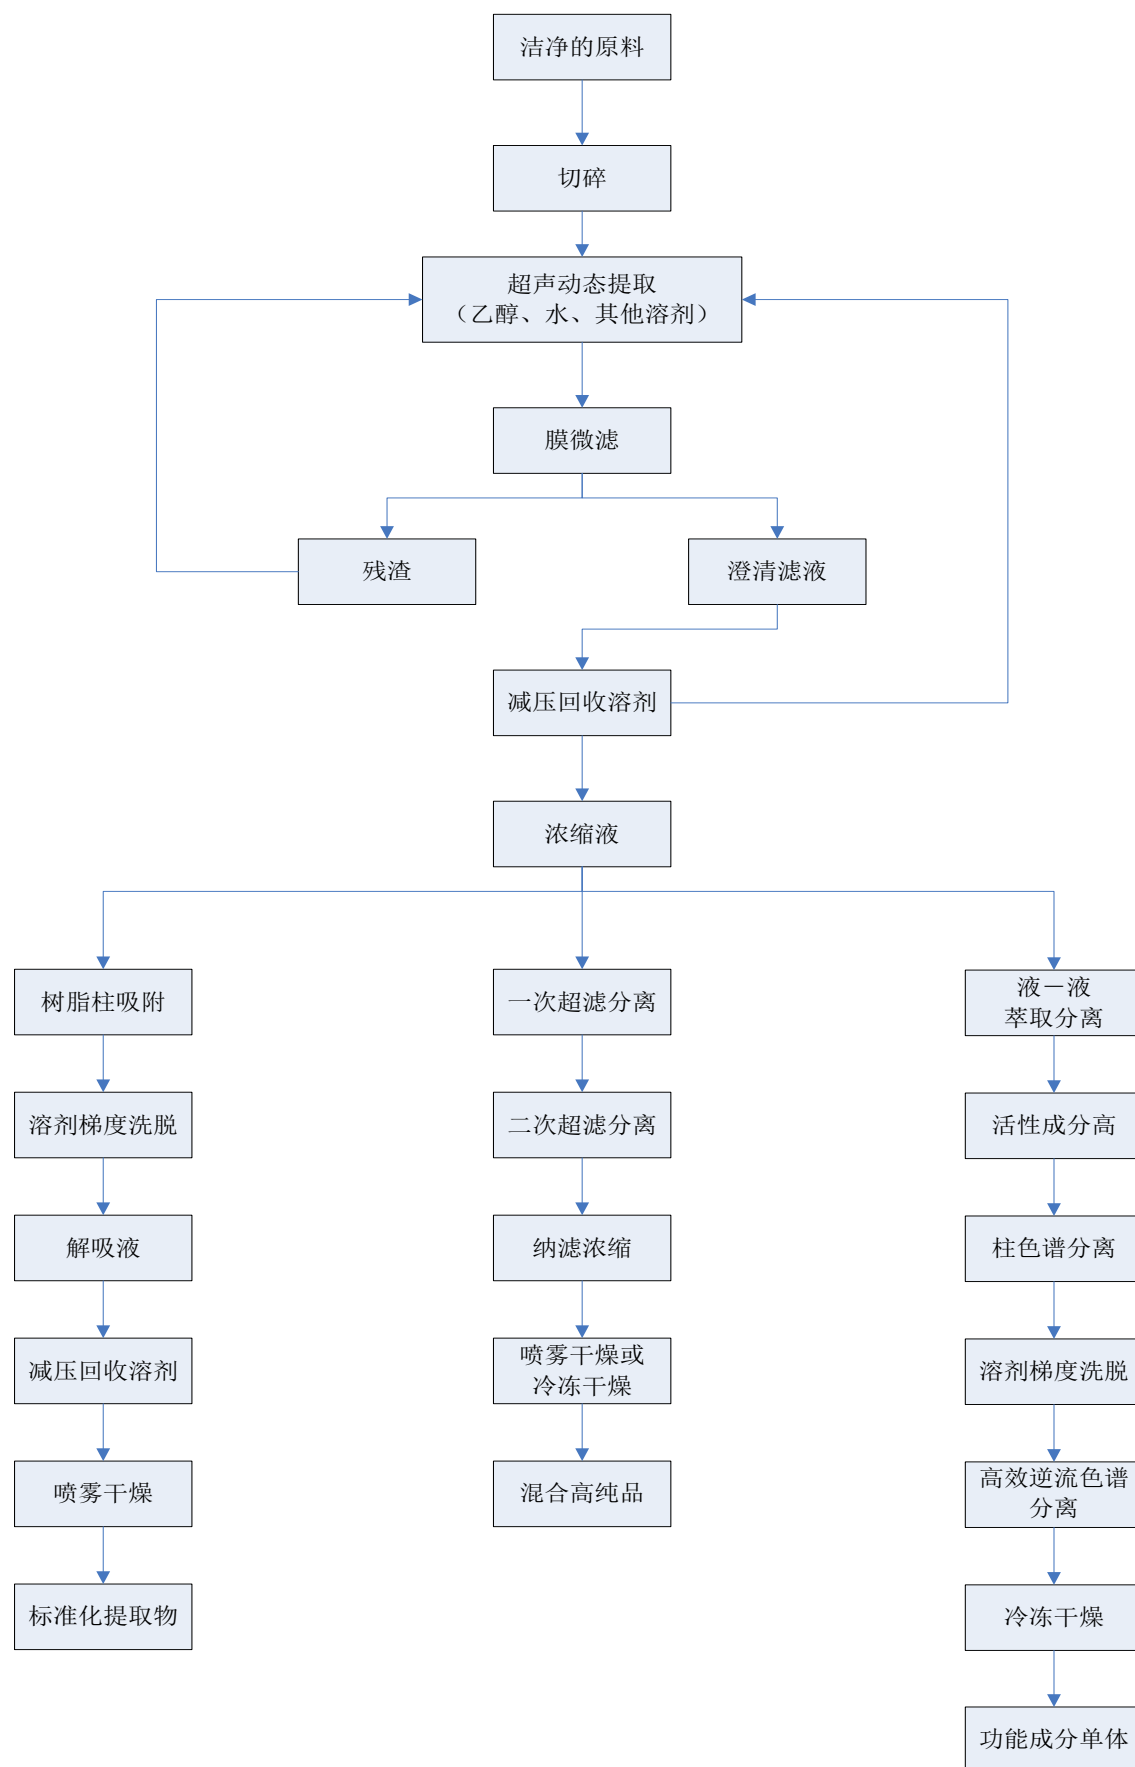 洁净的原料
切碎
超声动态提取
（乙醇、水、其他溶剂）
膜微滤
残渣
澄清滤液
减压回收溶剂
浓缩液
树脂柱吸附
溶剂梯度洗脱
解吸液
减压回收溶剂
喷雾干燥
标准化提取物
一次超滤分离
二次超滤分离
纳滤浓缩
喷雾干燥或
冷冻干燥
混合高纯品
液－液
萃取分离
活性成分高
柱色谱分离
溶剂梯度洗脱
高效逆流色谱
分离
冷冻干燥
功能成分单体